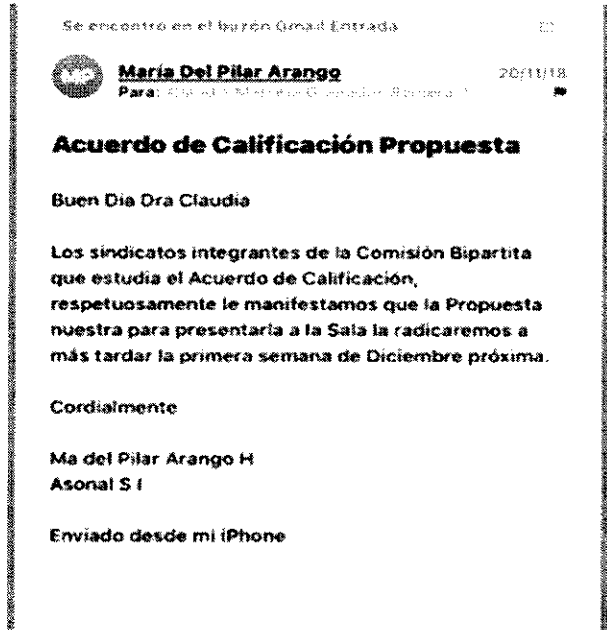 Se encontró en el buzón Gmail Entrada
MP
María Del Pilar Arango
20/11/18
Para:
Acuerdo de Calificación Propuesta
Buen Dia Dra Claudia
Los sindicatos integrantes de la Comisión Bipartita
que estudia el Acuerdo de Calificación,
respetuosamente le manifestamos que la Propuesta
nuestra para presentarla a la Sala la radicaremos a
más tardar la primera semana de Diciembre próxima.
Cordialmente
Ma del Pilar Arango H
Asonal S I
Enviado desde mi iPhone